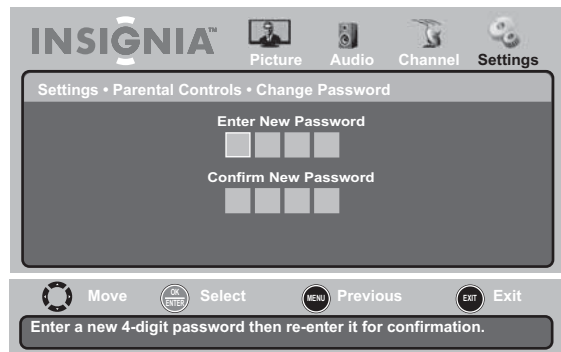 INSIGNIA™
Picture Audio Channel Settings
Settings • Parental Controls • Change Password
Enter New Password
Confirm New Password
Move OK ENTER Select MENU Previous EXIT Exit
Enter a new 4-digit password then re-enter it for confirmation.